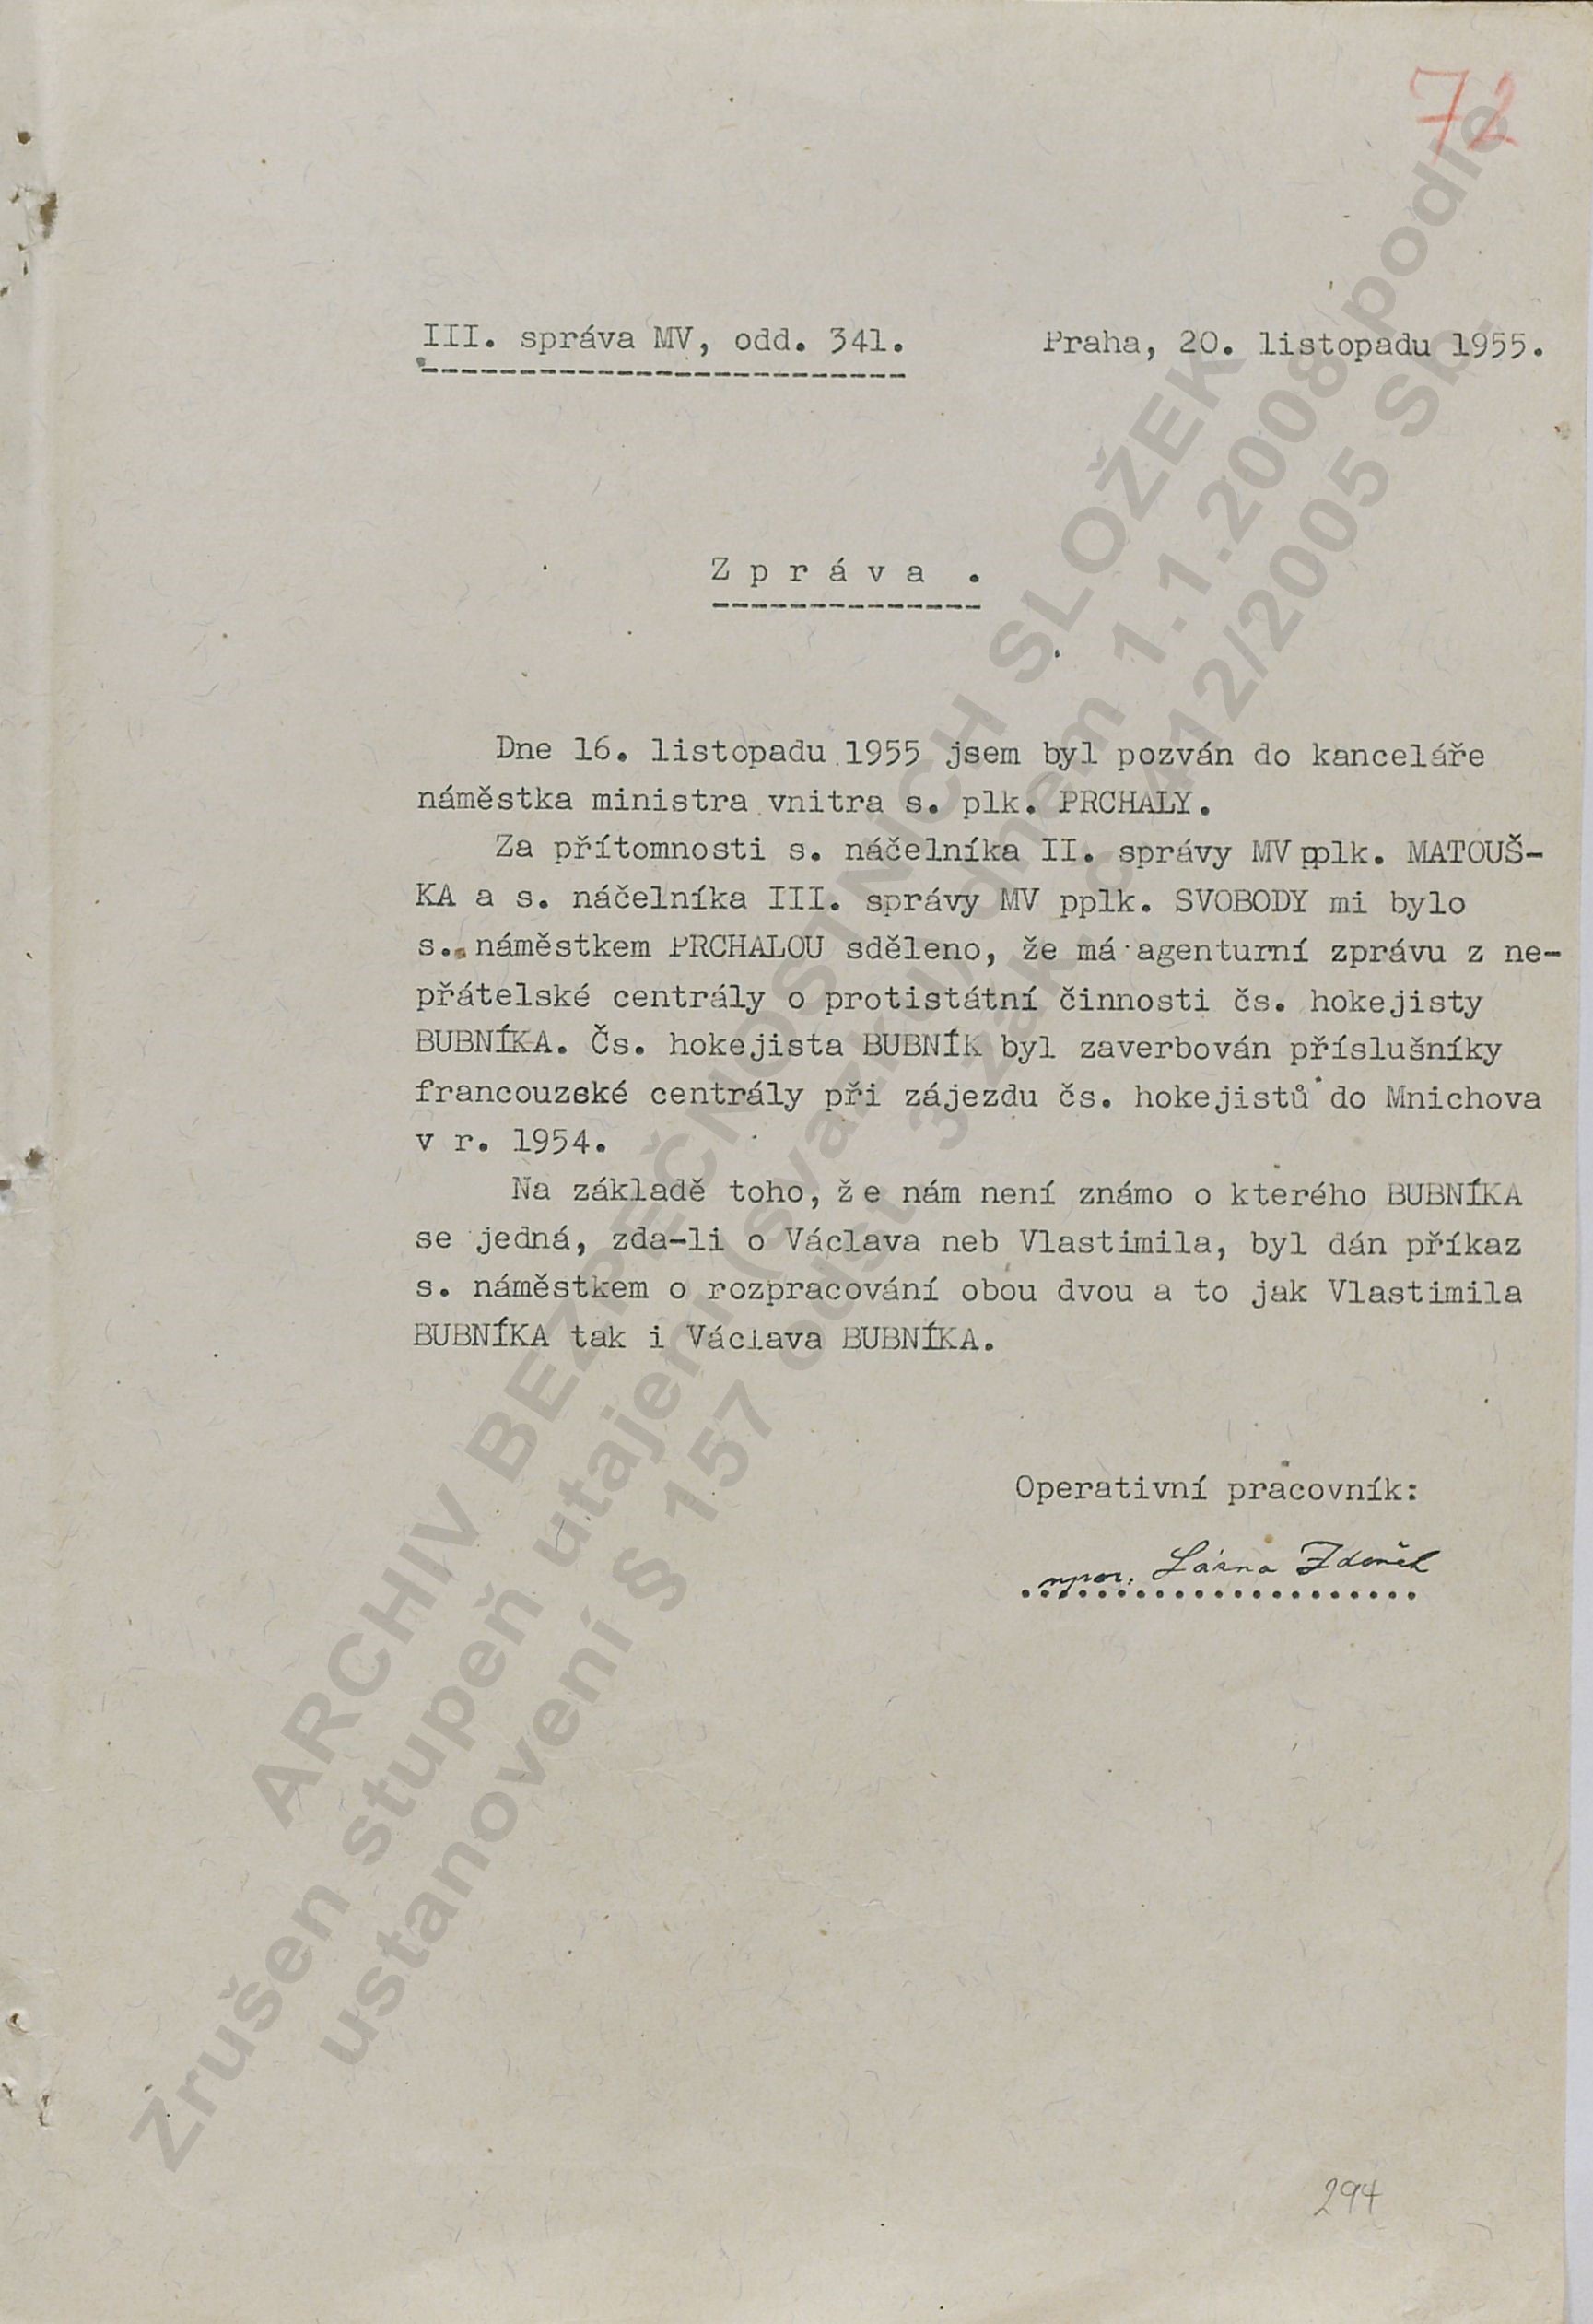 72
III. správa MV, odd. 341.
Praha, 20. listopadu 1955.
Zpráva.
Dne 16. listopadu 1955 jsem byl pozván do kanceláře
náměstka ministra vnitra s. plk. PRCHALY.
Za přítomnosti s. náčelníka II. správy MV pplk. MATOUŠ-
KA a s. náčelníka III. správy MV pplk. SVOBODY mi bylo
s. náměstkem PRCHALOU sděleno, že má agenturní zprávu z ne-
přátelské centrály o protistátní činnosti čs. hokejisty
BUBNÍKA. Čs. hokejista BUBNÍK byl zaverbován příslušníky
francouzské centrály při zájezdu čs. hokejistů do Mnichova
v r. 1954.
Na základě toho, že nám není známo o kterého BUBNÍKA
se jedná, zda-li o Václava neb Vlastimila, byl dán příkaz
s. náměstkem o rozpracování obou dvou a to jak Vlastimila
BUBNÍKA tak i Václava BUBNÍKA.
Operativní pracovník:
npor. Zdeněk
294
ARCHIV BEZPEČNOSTNÍCH SLOŽEK
Zrušen stupeň utajení (svazku) dnem 1.1.2008 podle
ustanovení § 157 odst. 3 zák. č. 412/2005 Sb.